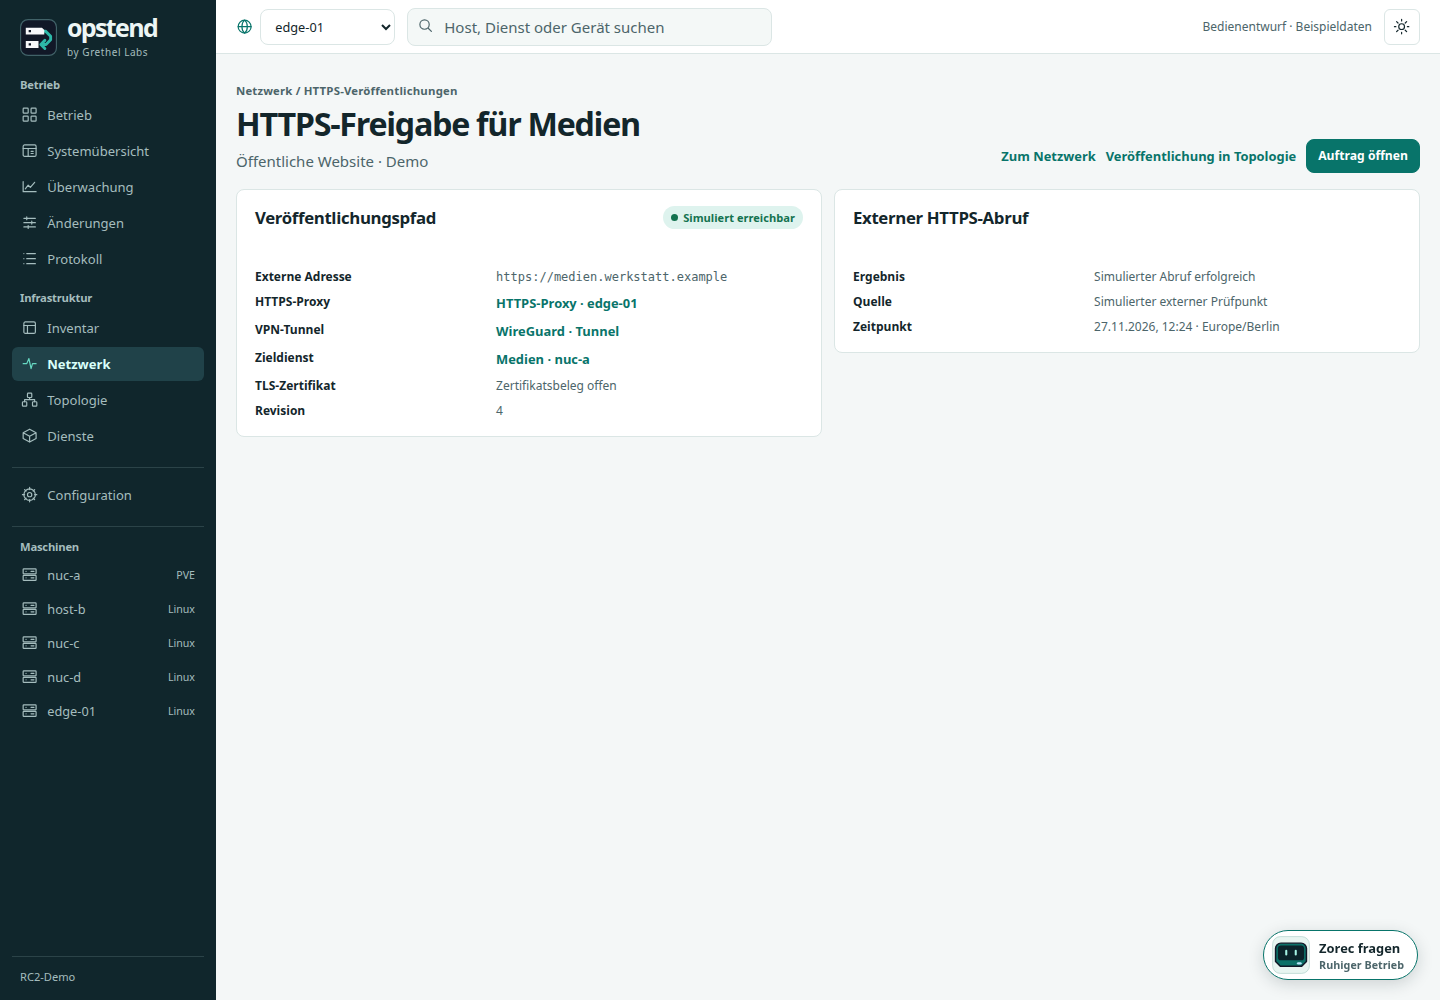 opstend
by Grethel Labs
Betrieb
Betrieb
Systemübersicht
Überwachung
Änderungen
Protokoll
Infrastruktur
Inventar
Netzwerk
Topologie
Dienste
Configuration
Maschinen
nuc-a PVE
host-b Linux
nuc-c Linux
nuc-d Linux
edge-01 Linux
RC2-Demo
edge-01
Host, Dienst oder Gerät suchen
Bedienentwurf · Beispieldaten
Netzwerk / HTTPS-Veröffentlichungen
HTTPS-Freigabe für Medien
Öffentliche Website · Demo
Zum Netzwerk Veröffentlichung in Topologie Auftrag öffnen
Veröffentlichungspfad Simuliert erreichbar
Externe Adresse https://medien.werkstatt.example
HTTPS-Proxy HTTPS-Proxy · edge-01
VPN-Tunnel WireGuard · Tunnel
Zieldienst Medien · nuc-a
TLS-Zertifikat Zertifikatsbeleg offen
Revision 4
Externer HTTPS-Abruf
Ergebnis Simulierter Abruf erfolgreich
Quelle Simulierter externer Prüfpunkt
Zeitpunkt 27.11.2026, 12:24 · Europe/Berlin
Zorec fragen
Ruhiger Betrieb